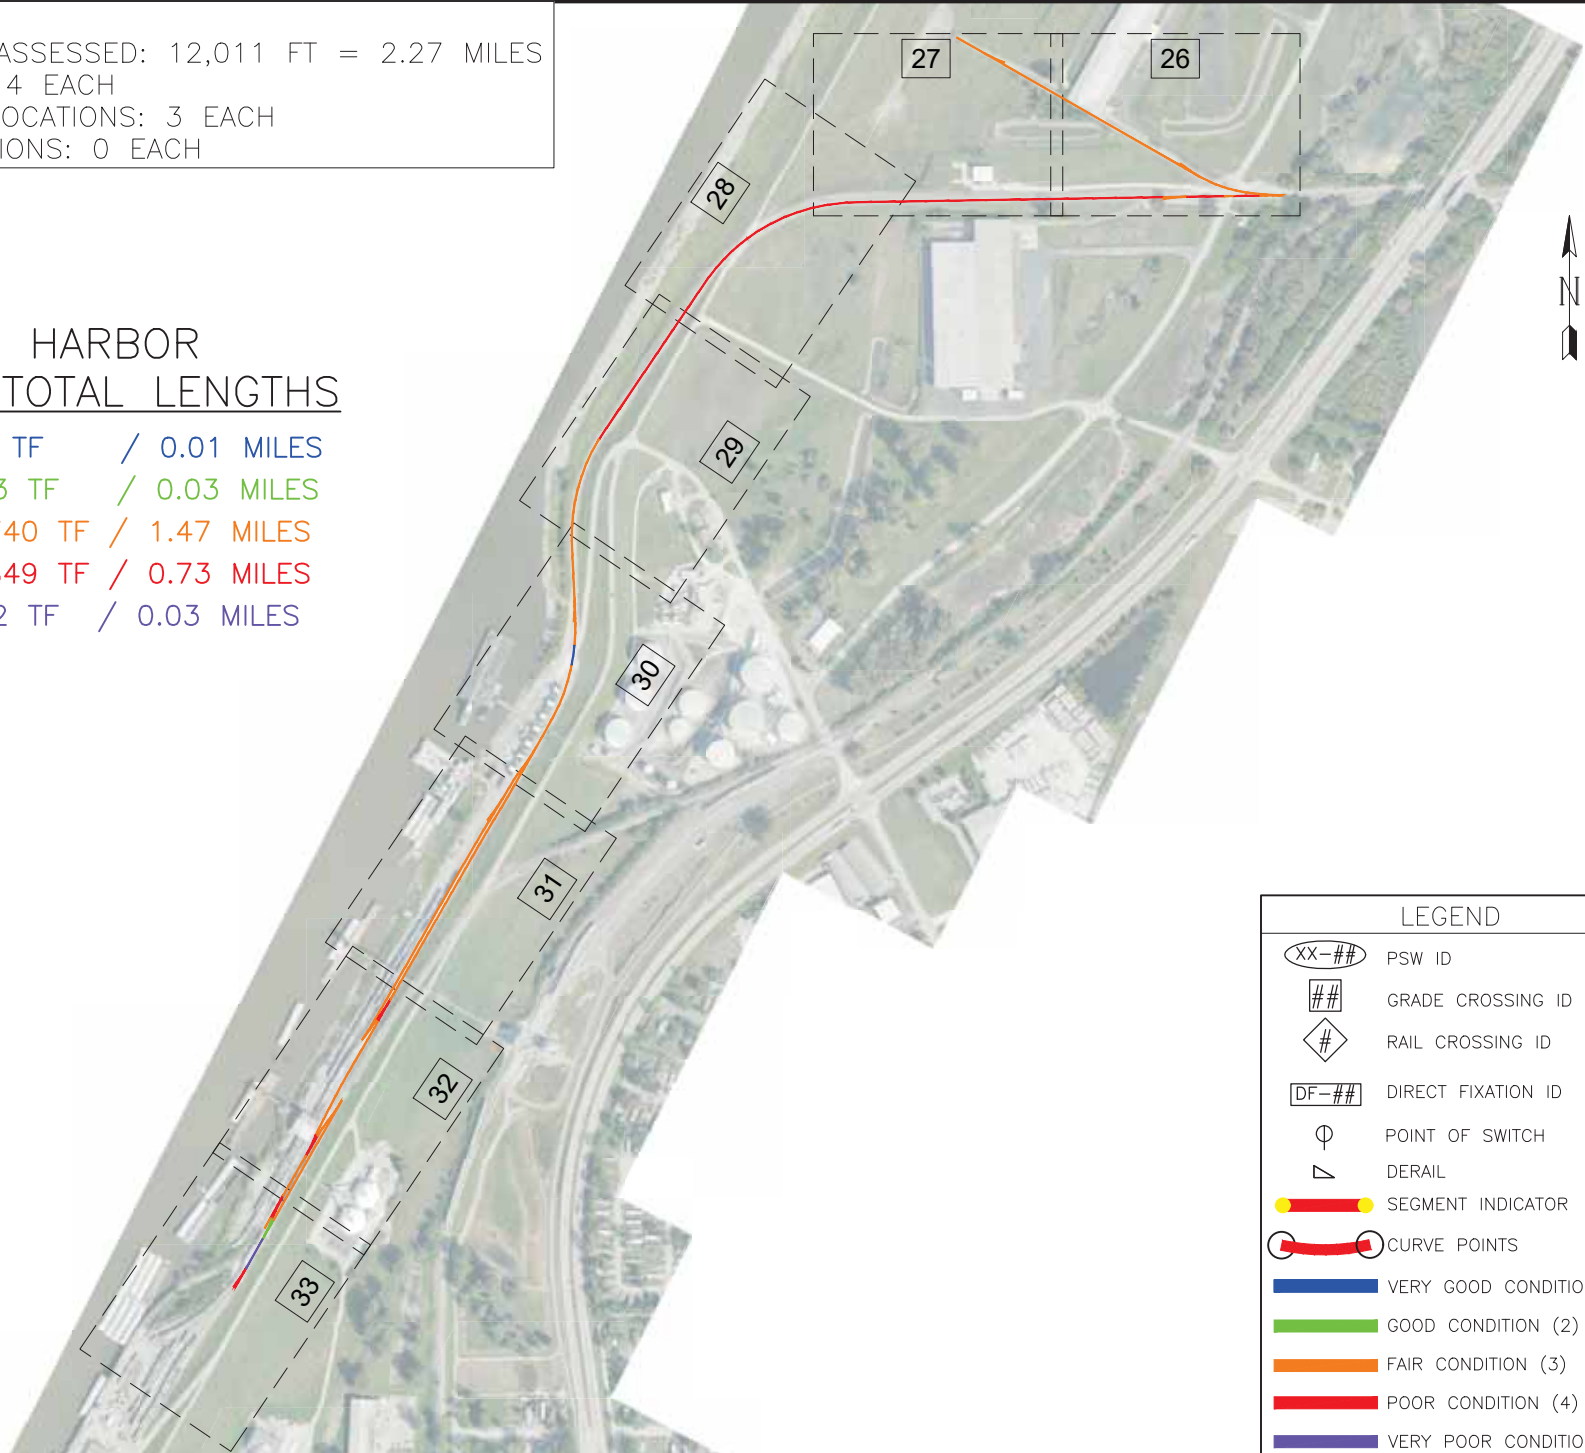 ASSESSED: 12,011 FT = 2.27 MILES
4 EACH
OCATIONS: 3 EACH
IONS: 0 EACH
HARBOR
TOTAL LENGTHS
TF / 0.01 MILES
3 TF / 0.03 MILES
40 TF / 1.47 MILES
49 TF / 0.73 MILES
2 TF / 0.03 MILES
27
26
28
29
30
31
32
33
N
LEGEND
XX-## PSW ID
## GRADE CROSSING ID
# RAIL CROSSING ID
DF-## DIRECT FIXATION ID
POINT OF SWITCH
DERAIL
SEGMENT INDICATOR
CURVE POINTS
VERY GOOD CONDITIO
GOOD CONDITION (2)
FAIR CONDITION (3)
POOR CONDITION (4)
VERY POOR CONDITIO